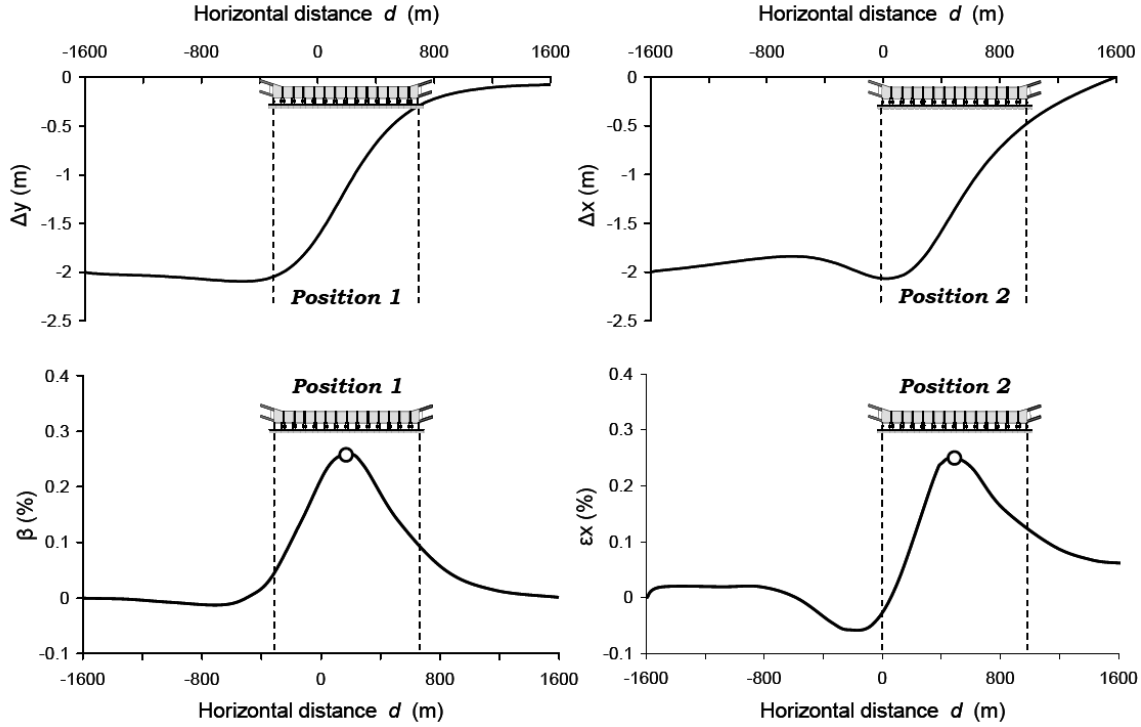 Horizontal distance d (m)
-1600 -800 0 800 1600
0
-0.5
-1
-1.5
-2
-2.5
Δy (m)
Position 1
Horizontal distance d (m)
-1600 -800 0 800 1600
0
-0.5
-1
-1.5
-2
-2.5
Δx (m)
Position 2
0.4
0.3
0.2
0.1
0
-0.1
β (%)
Position 1
-1600 -800 0 800 1600
Horizontal distance d (m)
0.4
0.3
0.2
0.1
0
-0.1
εx (%)
Position 2
-1600 -800 0 800 1600
Horizontal distance d (m)